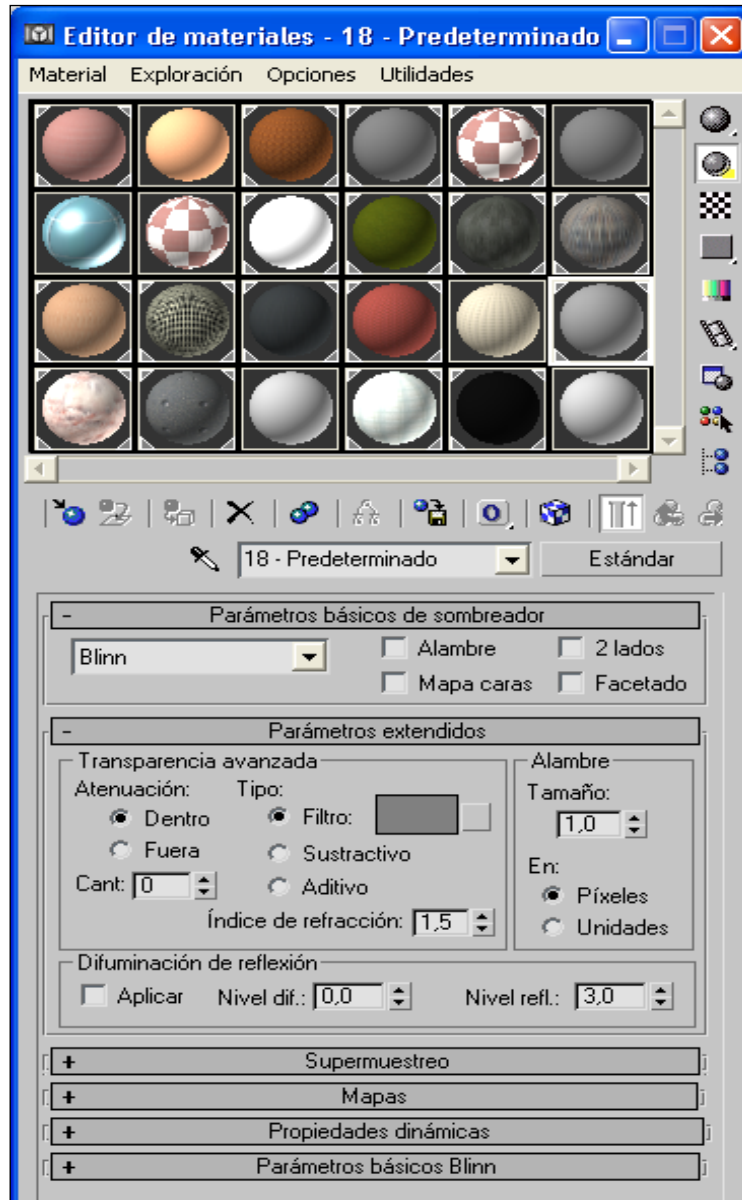 Editor de materiales - 18 - Predeterminado
Material Exploración Opciones Utilidades
18 - Predeterminado Estándar
- Parámetros básicos de sombreador
Blinn Alambre 2 lados
Mapa caras Facetado
- Parámetros extendidos
Transparencia avanzada Alambre
Atenuación: Tipo: Tamaño:
Dentro Filtro: 1,0
Fuera Sustractivo En:
Cant: 0 Aditivo Píxeles
Índice de refracción: 1,5 Unidades
Difuminación de reflexión
Aplicar Nivel dif.: 0,0 Nivel refl.: 3,0
+ Supermuestreo
+ Mapas
+ Propiedades dinámicas
+ Parámetros básicos Blinn